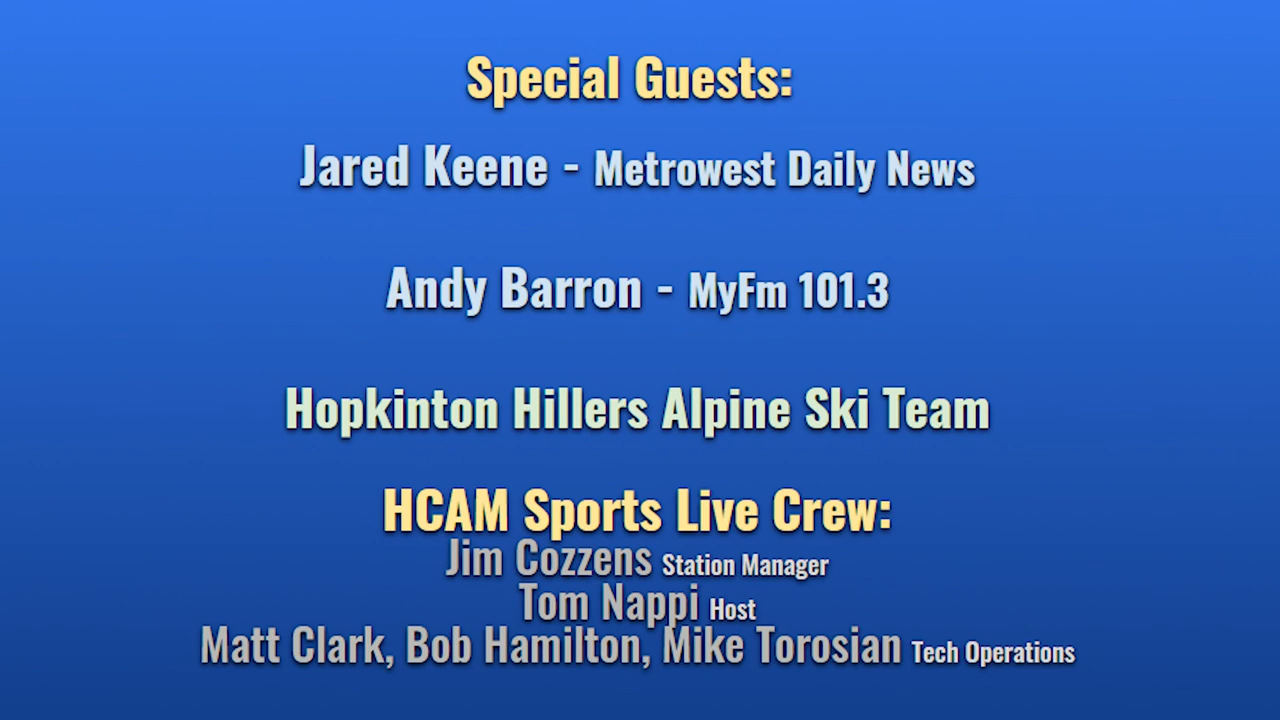 Special Guests:
Jared Keene - Metrowest Daily News
Andy Barron - MyFm 101.3
Hopkinton Hillers Alpine Ski Team
HCAM Sports Live Crew:
Jim Cozzens Station Manager
Tom Nappi Host
Matt Clark, Bob Hamilton, Mike Torosian Tech Operations